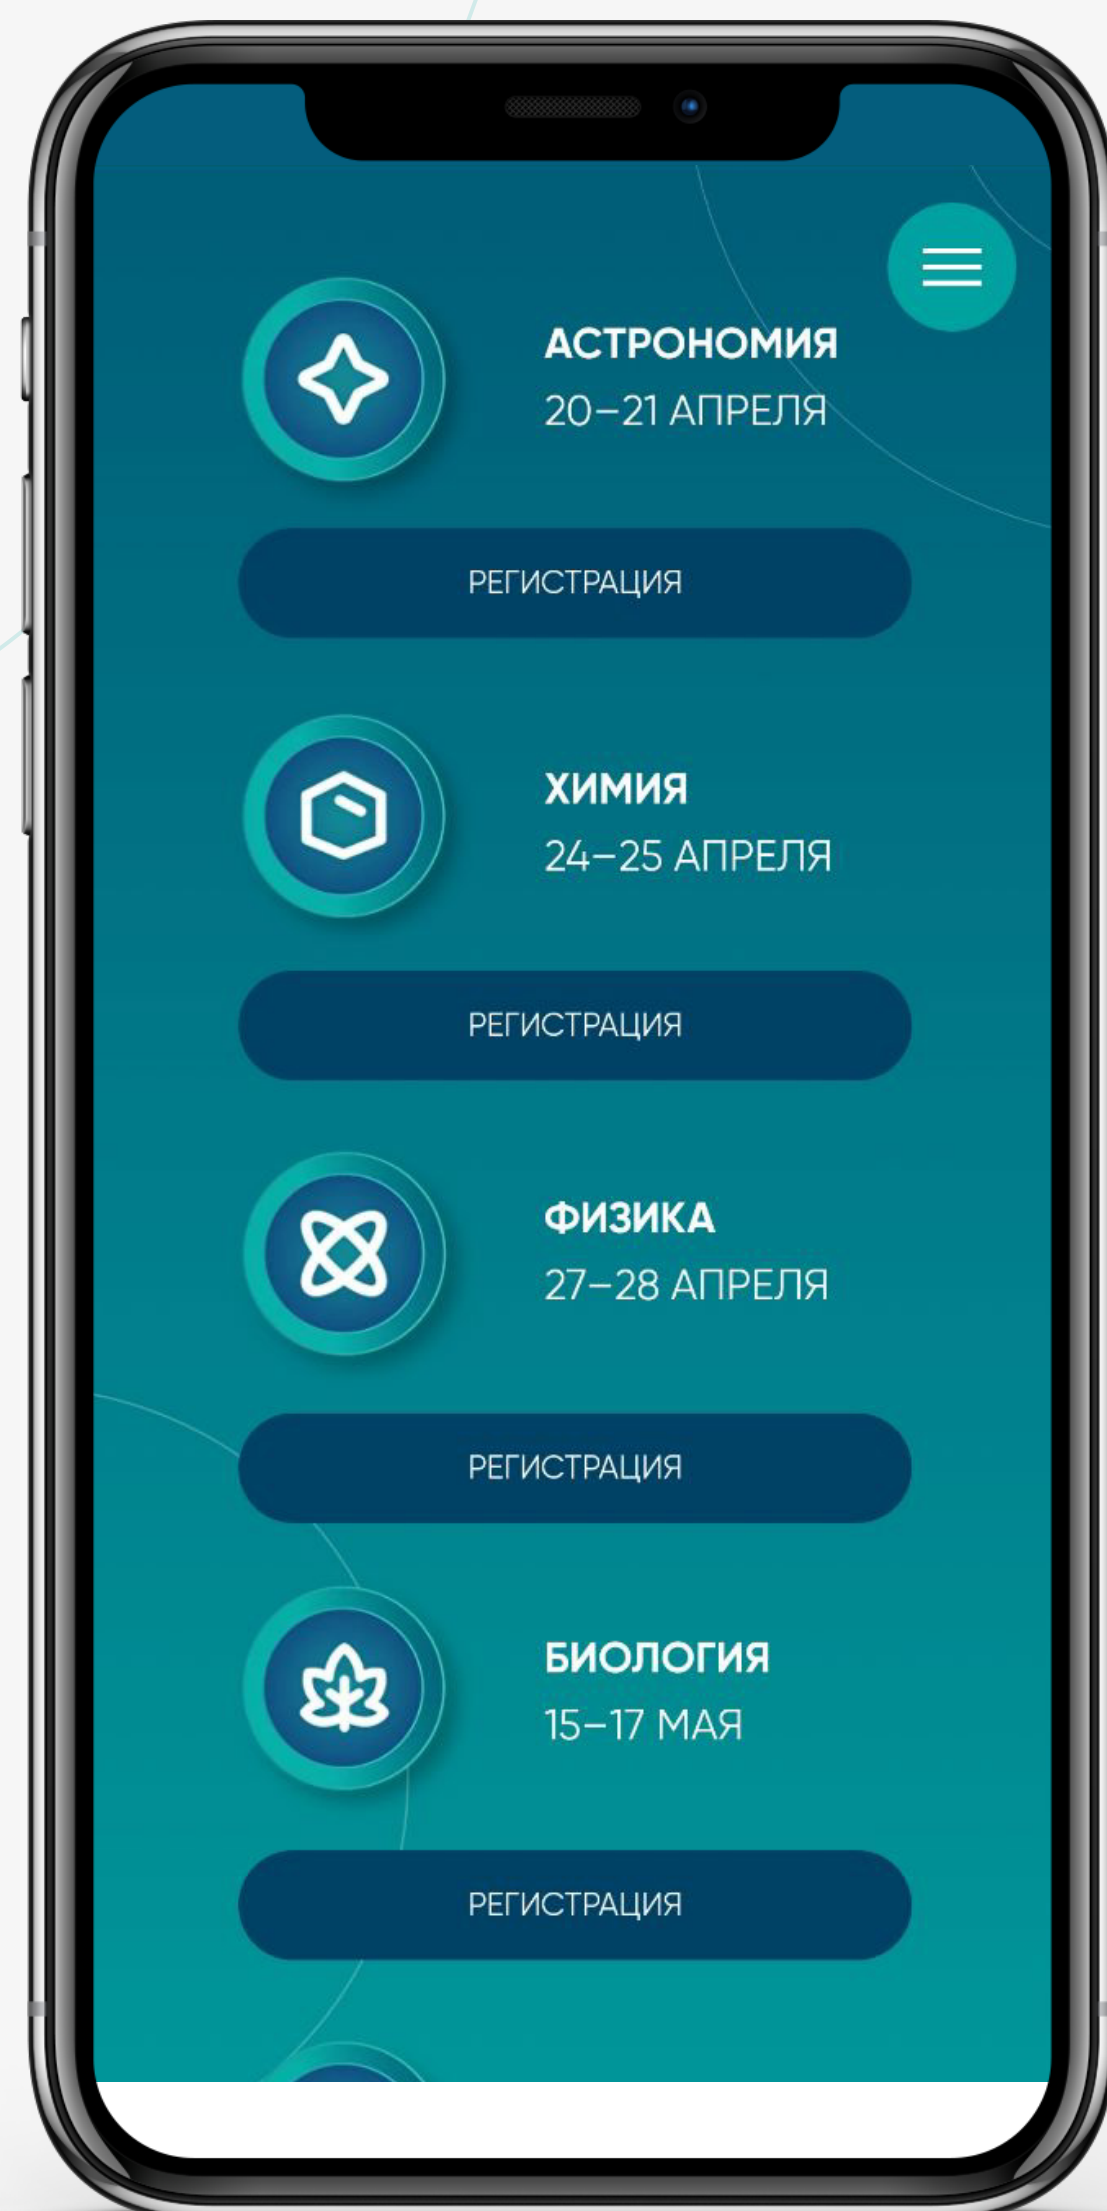 АСТРОНОМИЯ
20–21 АПРЕЛЯ
РЕГИСТРАЦИЯ
ХИМИЯ
24–25 АПРЕЛЯ
РЕГИСТРАЦИЯ
ФИЗИКА
27–28 АПРЕЛЯ
РЕГИСТРАЦИЯ
БИОЛОГИЯ
15–17 МАЯ
РЕГИСТРАЦИЯ